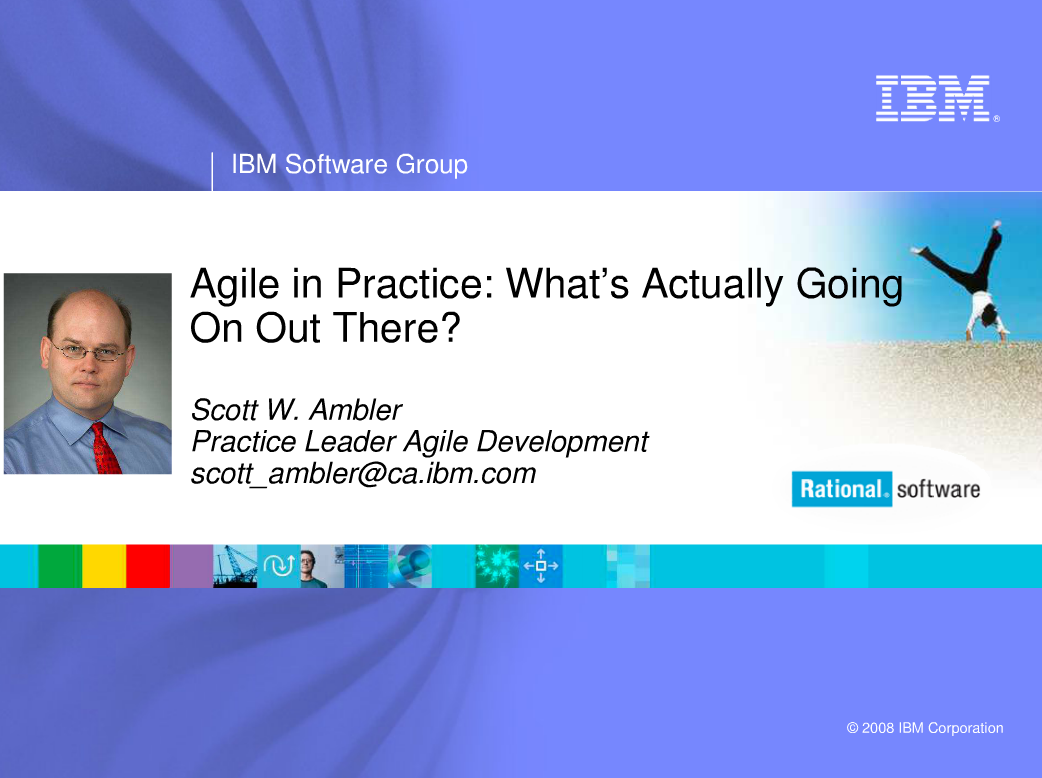 IBM®
IBM Software Group
Agile in Practice: What’s Actually Going
On Out There?
Scott W. Ambler
Practice Leader Agile Development
scott_ambler@ca.ibm.com
Rational® software
© 2008 IBM Corporation